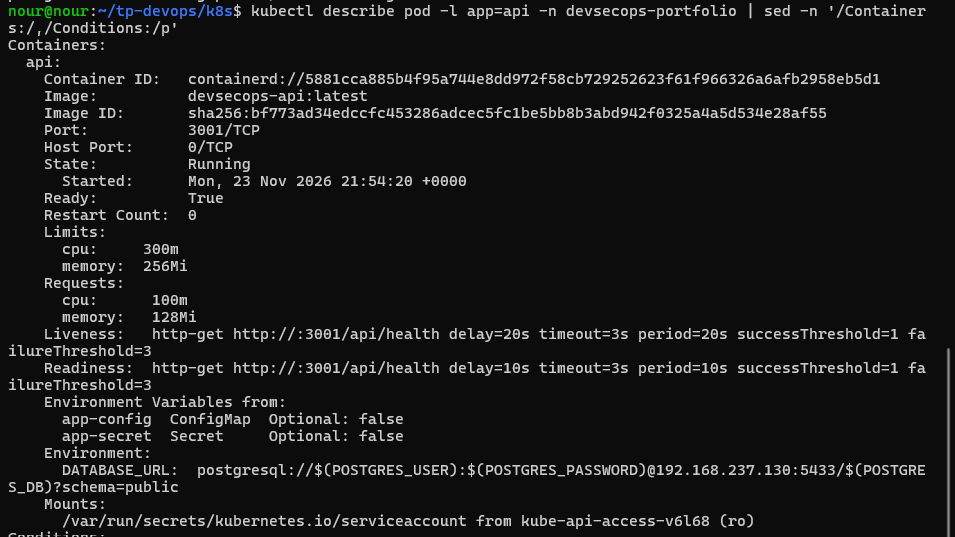 nour@nour:~/tp-devops/k8s$ kubectl describe pod -l app=api -n devsecops-portfolio | sed -n '/Container
s:/,/Conditions:/p'
Containers:
  api:
    Container ID:   containerd://5881cca885b4f95a744e8dd972f58cb729252623f61f966326a6afb2958eb5d1
    Image:          devsecops-api:latest
    Image ID:       sha256:bf773ad34edccfc453286adcec5fc1be5bb8b3abd942f0325a4a5d534e28af55
    Port:           3001/TCP
    Host Port:      0/TCP
    State:          Running
      Started:      Mon, 23 Nov 2026 21:54:20 +0000
    Ready:          True
    Restart Count:  0
    Limits:
      cpu:     300m
      memory:  256Mi
    Requests:
      cpu:      100m
      memory:   128Mi
    Liveness:   http-get http://:3001/api/health delay=20s timeout=3s period=20s successThreshold=1 fa
ilureThreshold=3
    Readiness:  http-get http://:3001/api/health delay=10s timeout=3s period=10s successThreshold=1 fa
ilureThreshold=3
    Environment Variables from:
      app-config  ConfigMap  Optional: false
      app-secret  Secret     Optional: false
    Environment:
      DATABASE_URL:  postgresql://$(POSTGRES_USER):$(POSTGRES_PASSWORD)@192.168.237.130:5433/$(POSTGRE
S_DB)?schema=public
    Mounts:
      /var/run/secrets/kubernetes.io/serviceaccount from kube-api-access-v6l68 (ro)
Conditions: